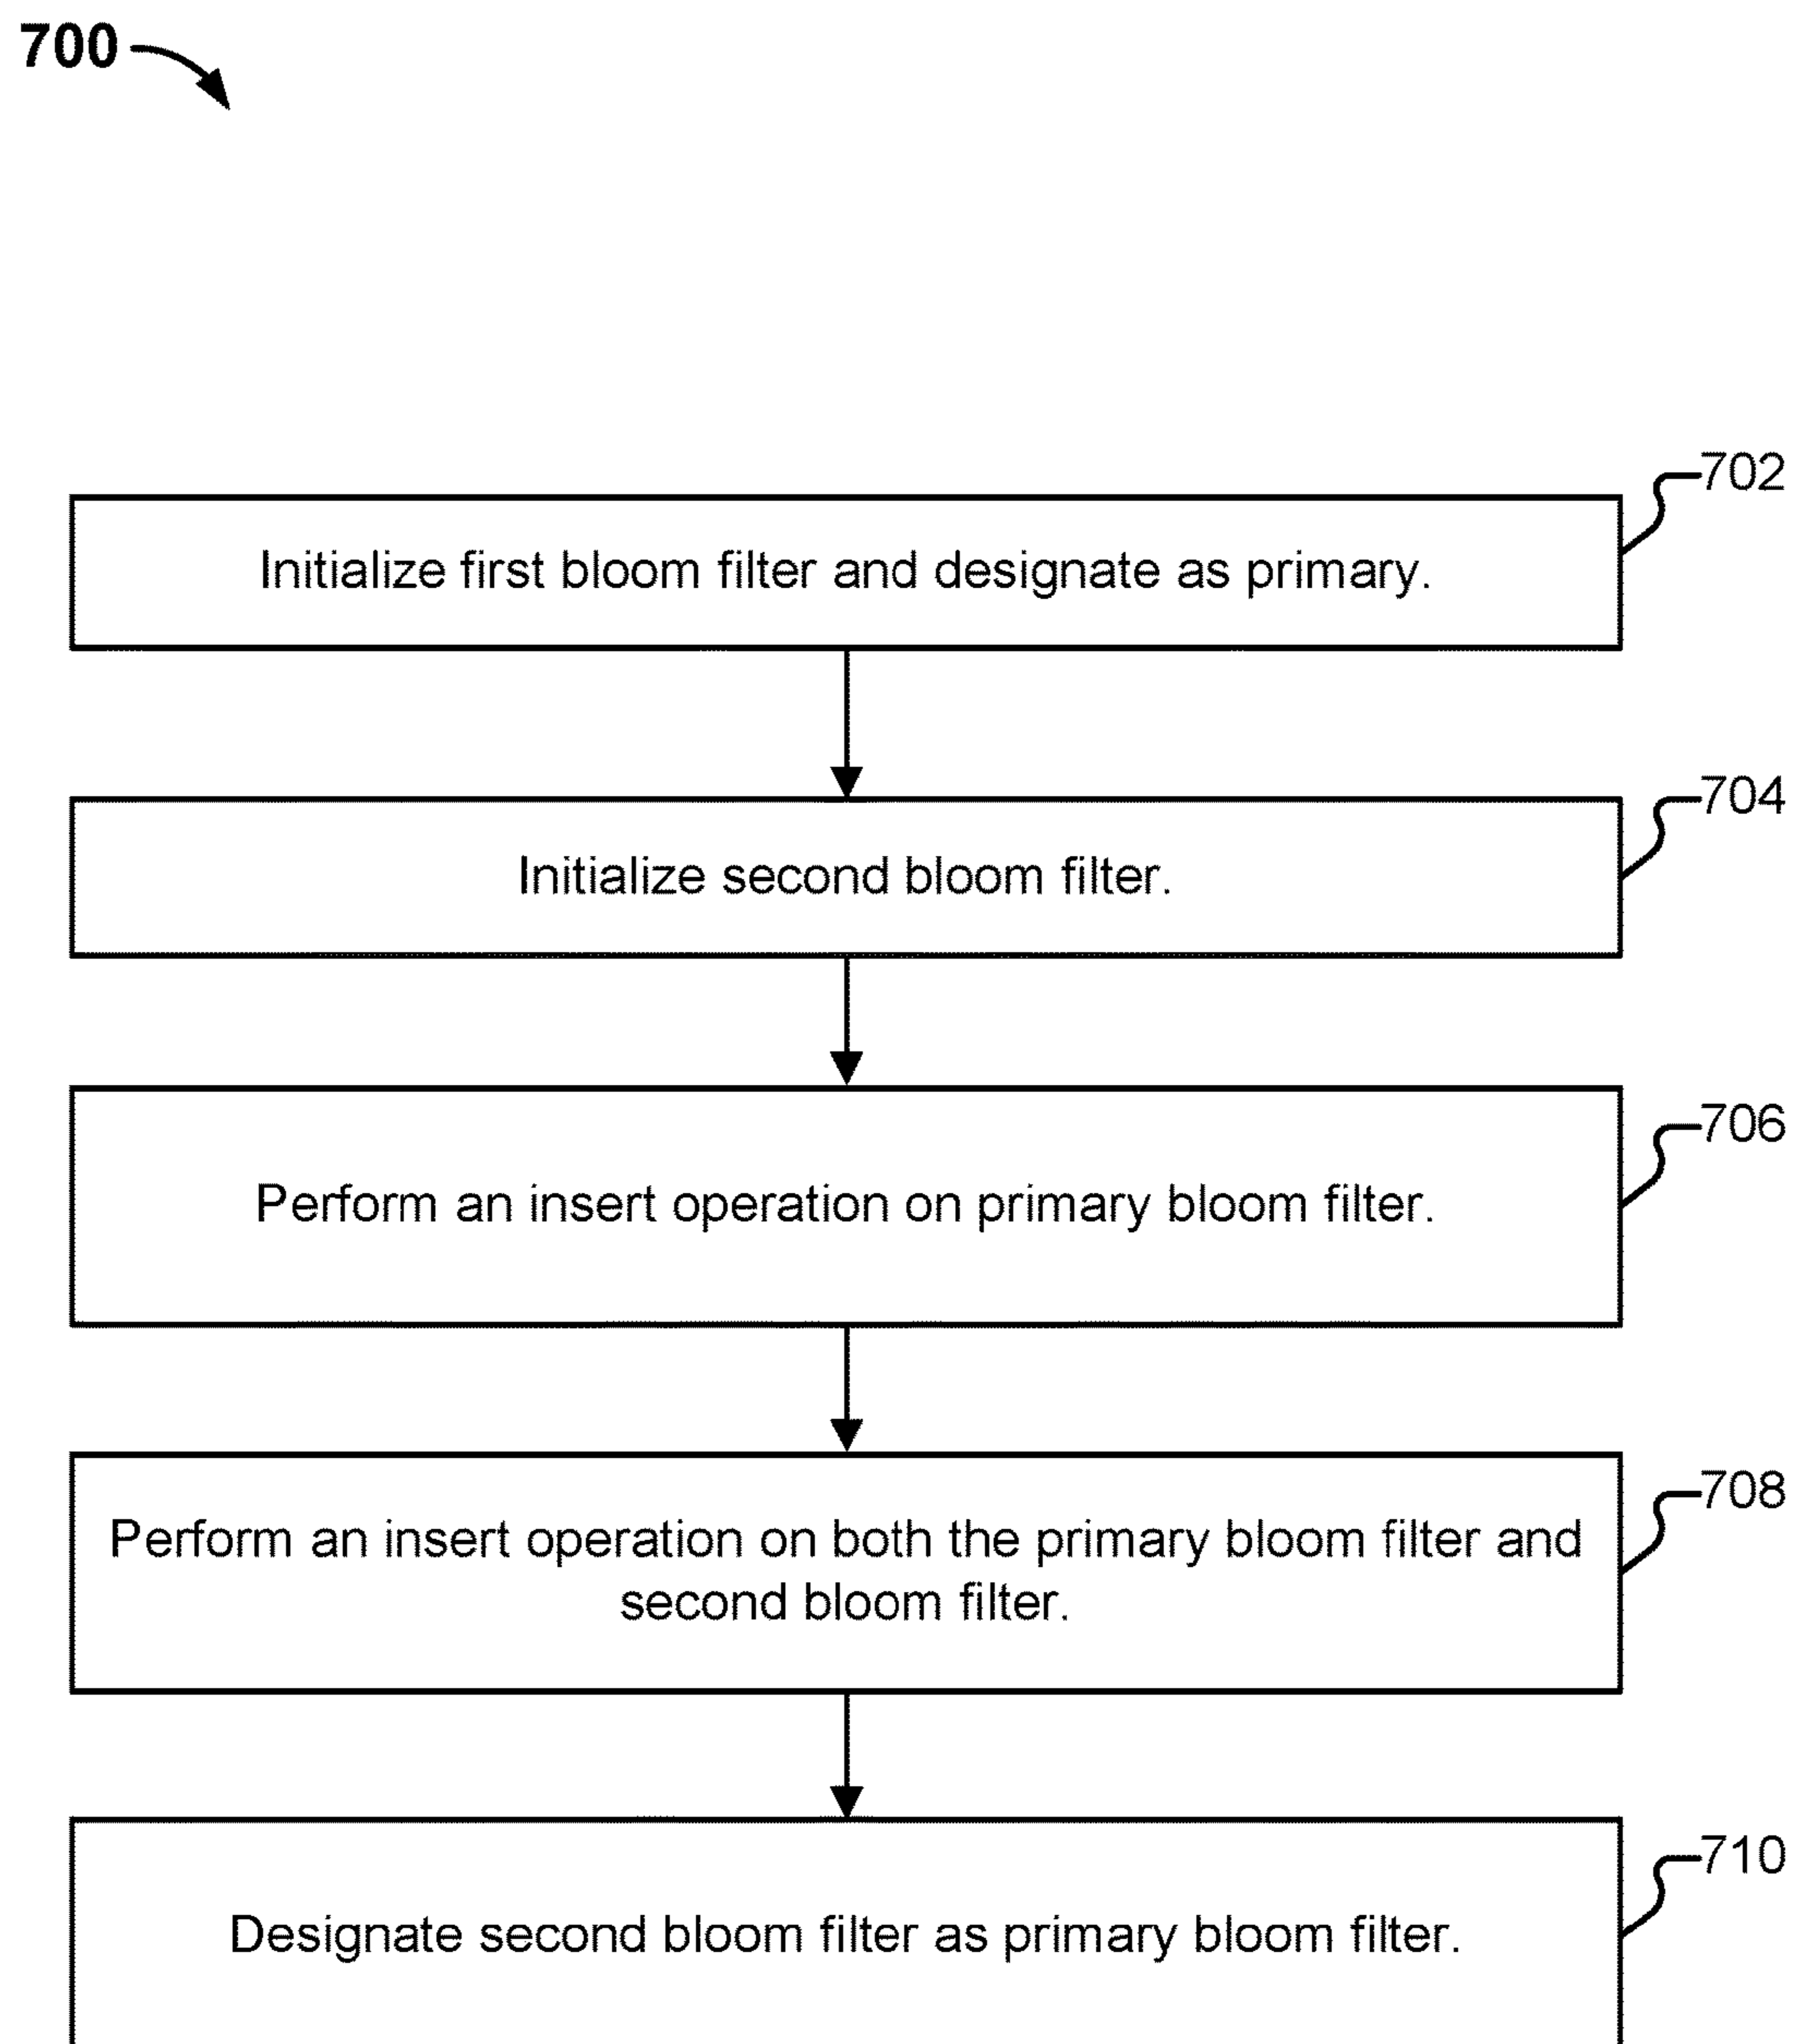 700
702
Initialize first bloom filter and designate as primary.
704
Initialize second bloom filter.
706
Perform an insert operation on primary bloom filter.
708
Perform an insert operation on both the primary bloom filter and
second bloom filter.
710
Designate second bloom filter as primary bloom filter.